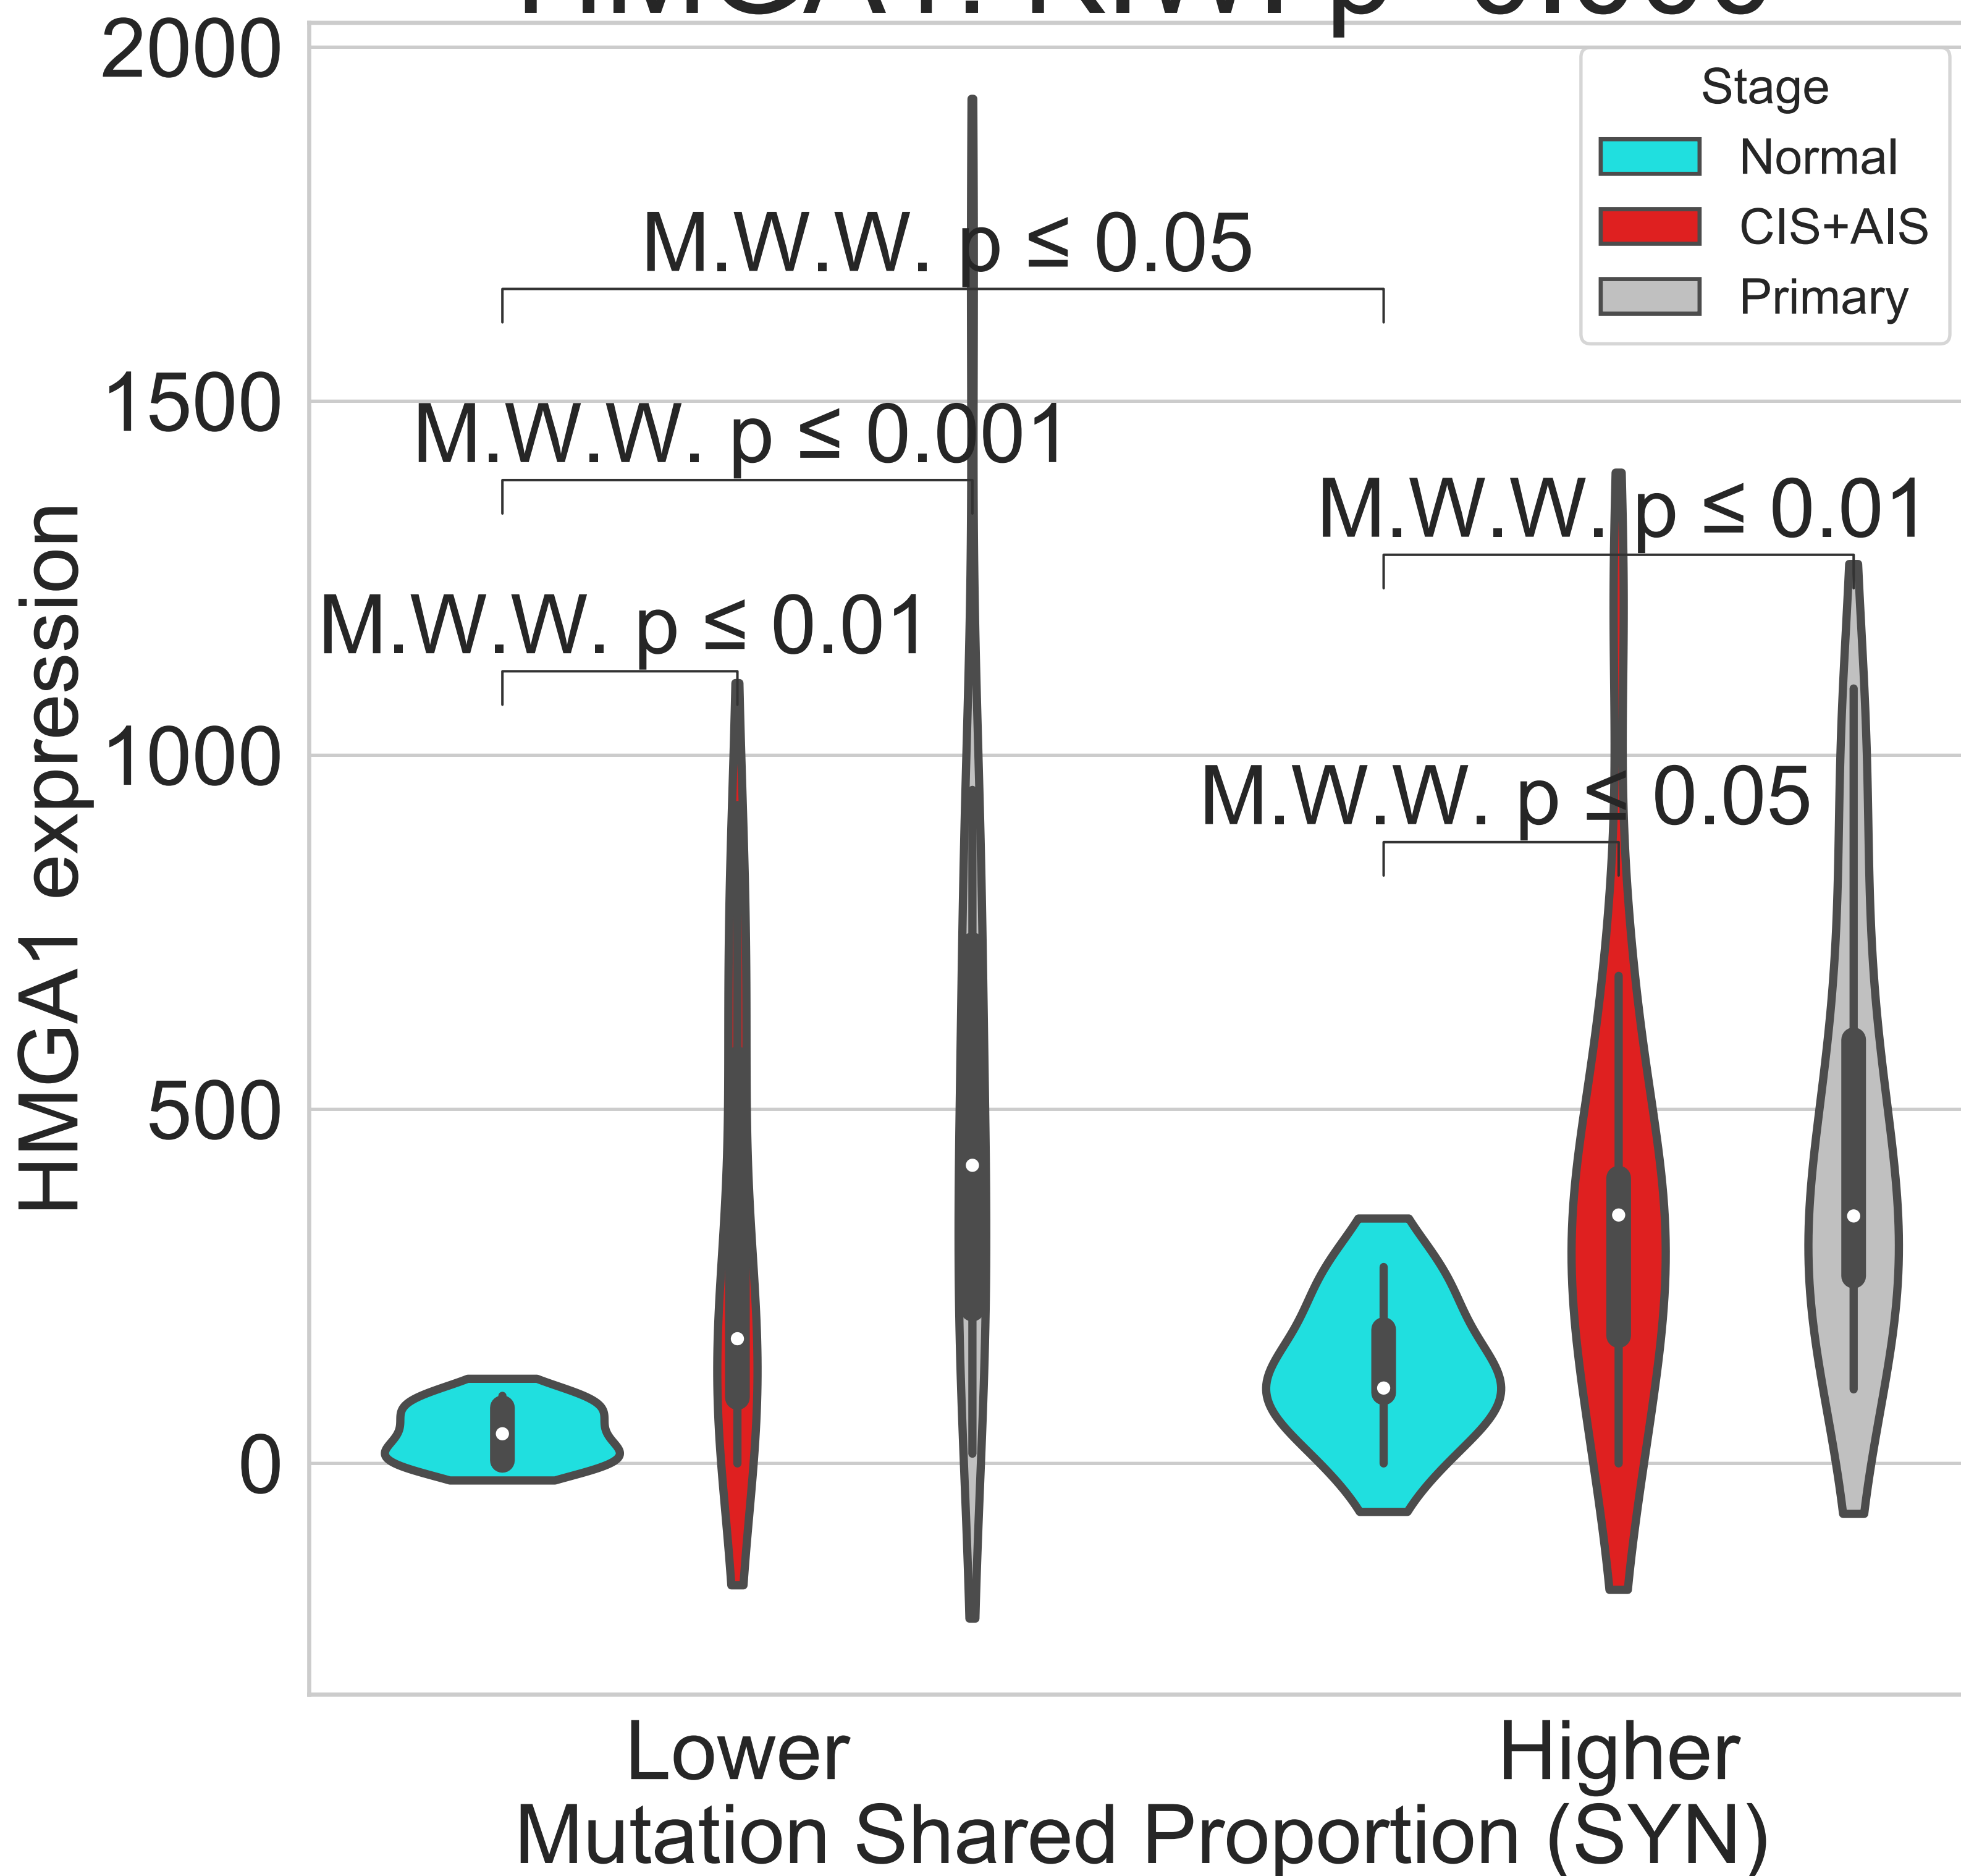 2000
Stage
Normal
CIS+AIS
Primary
M.W.W. p ≤ 0.05
1500
M.W.W. p ≤ 0.001
M.W.W. p ≤ 0.01
M.W.W. p ≤ 0.01
1000
M.W.W. p ≤ 0.05
HMGA1 expression
500
0
Lower
Higher
Mutation Shared Proportion (SYN)